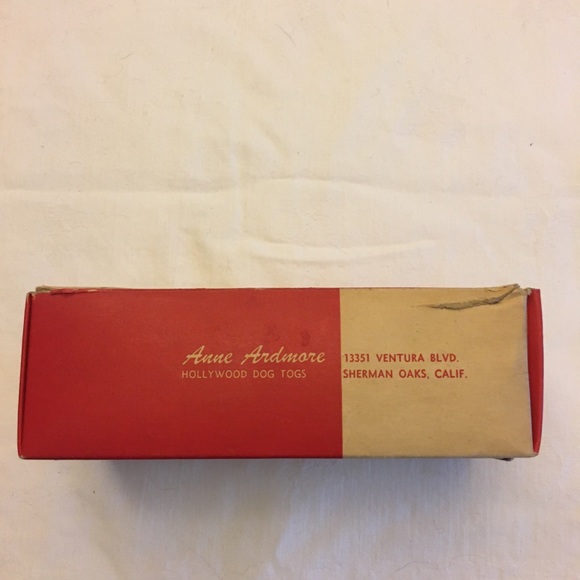 Anne Ardmore
HOLLYWOOD DOG TOGS
13351 VENTURA BLVD.
SHERMAN OAKS, CALIF.